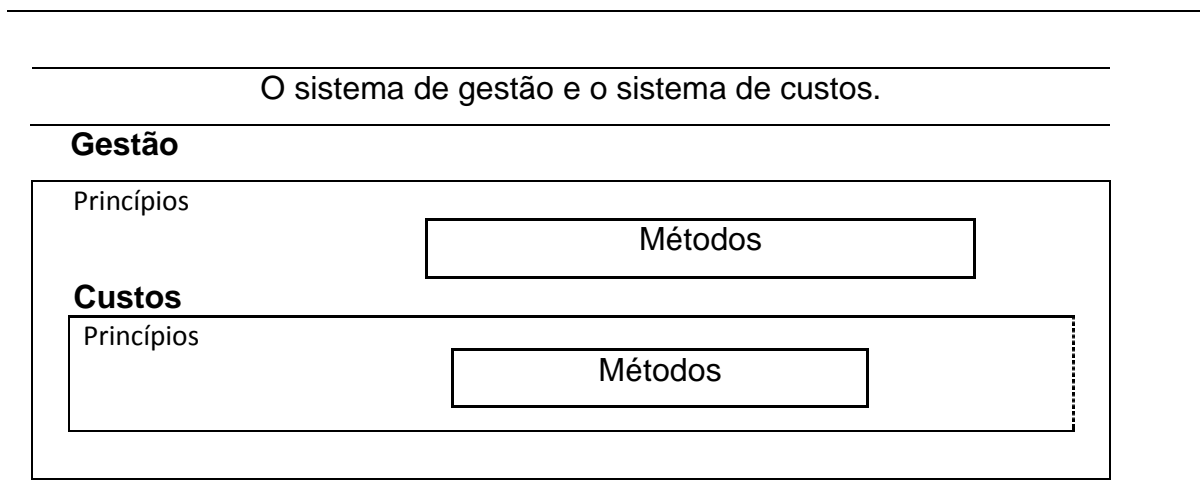 O sistema de gestão e o sistema de custos.
Gestão
Princípios
Métodos
Custos
Princípios
Métodos